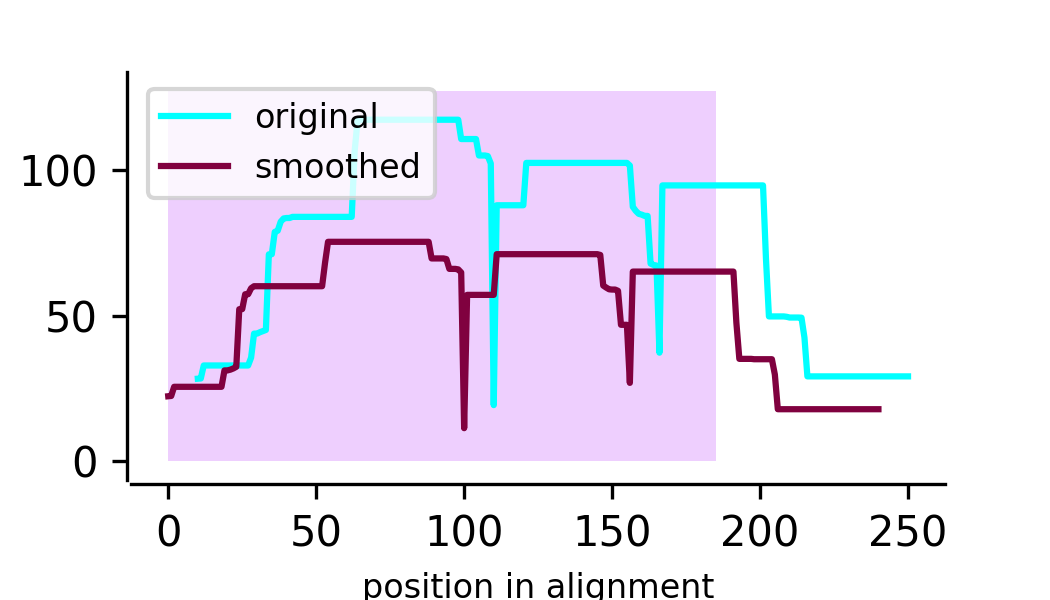 original
smoothed
100
50
0
0 50 100 150 200 250
position in alignment